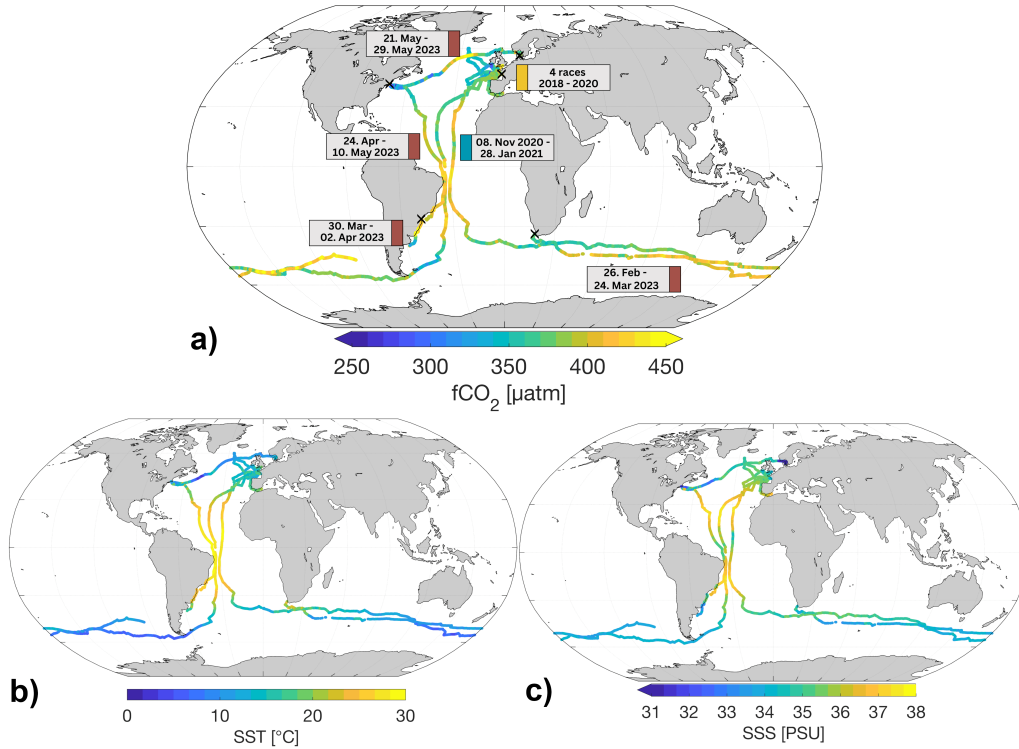 21. May -
29. May 2023
4 races
2018 - 2020
24. Apr -
10. May 2023
08. Nov 2020 -
28. Jan 2021
30. Mar -
02. Apr 2023
26. Feb -
24. Mar 2023
a)
250 300 350 400 450
fCO₂ [µatm]
b)
0 10 20 30
SST [°C]
c)
31 32 33 34 35 36 37 38
SSS [PSU]